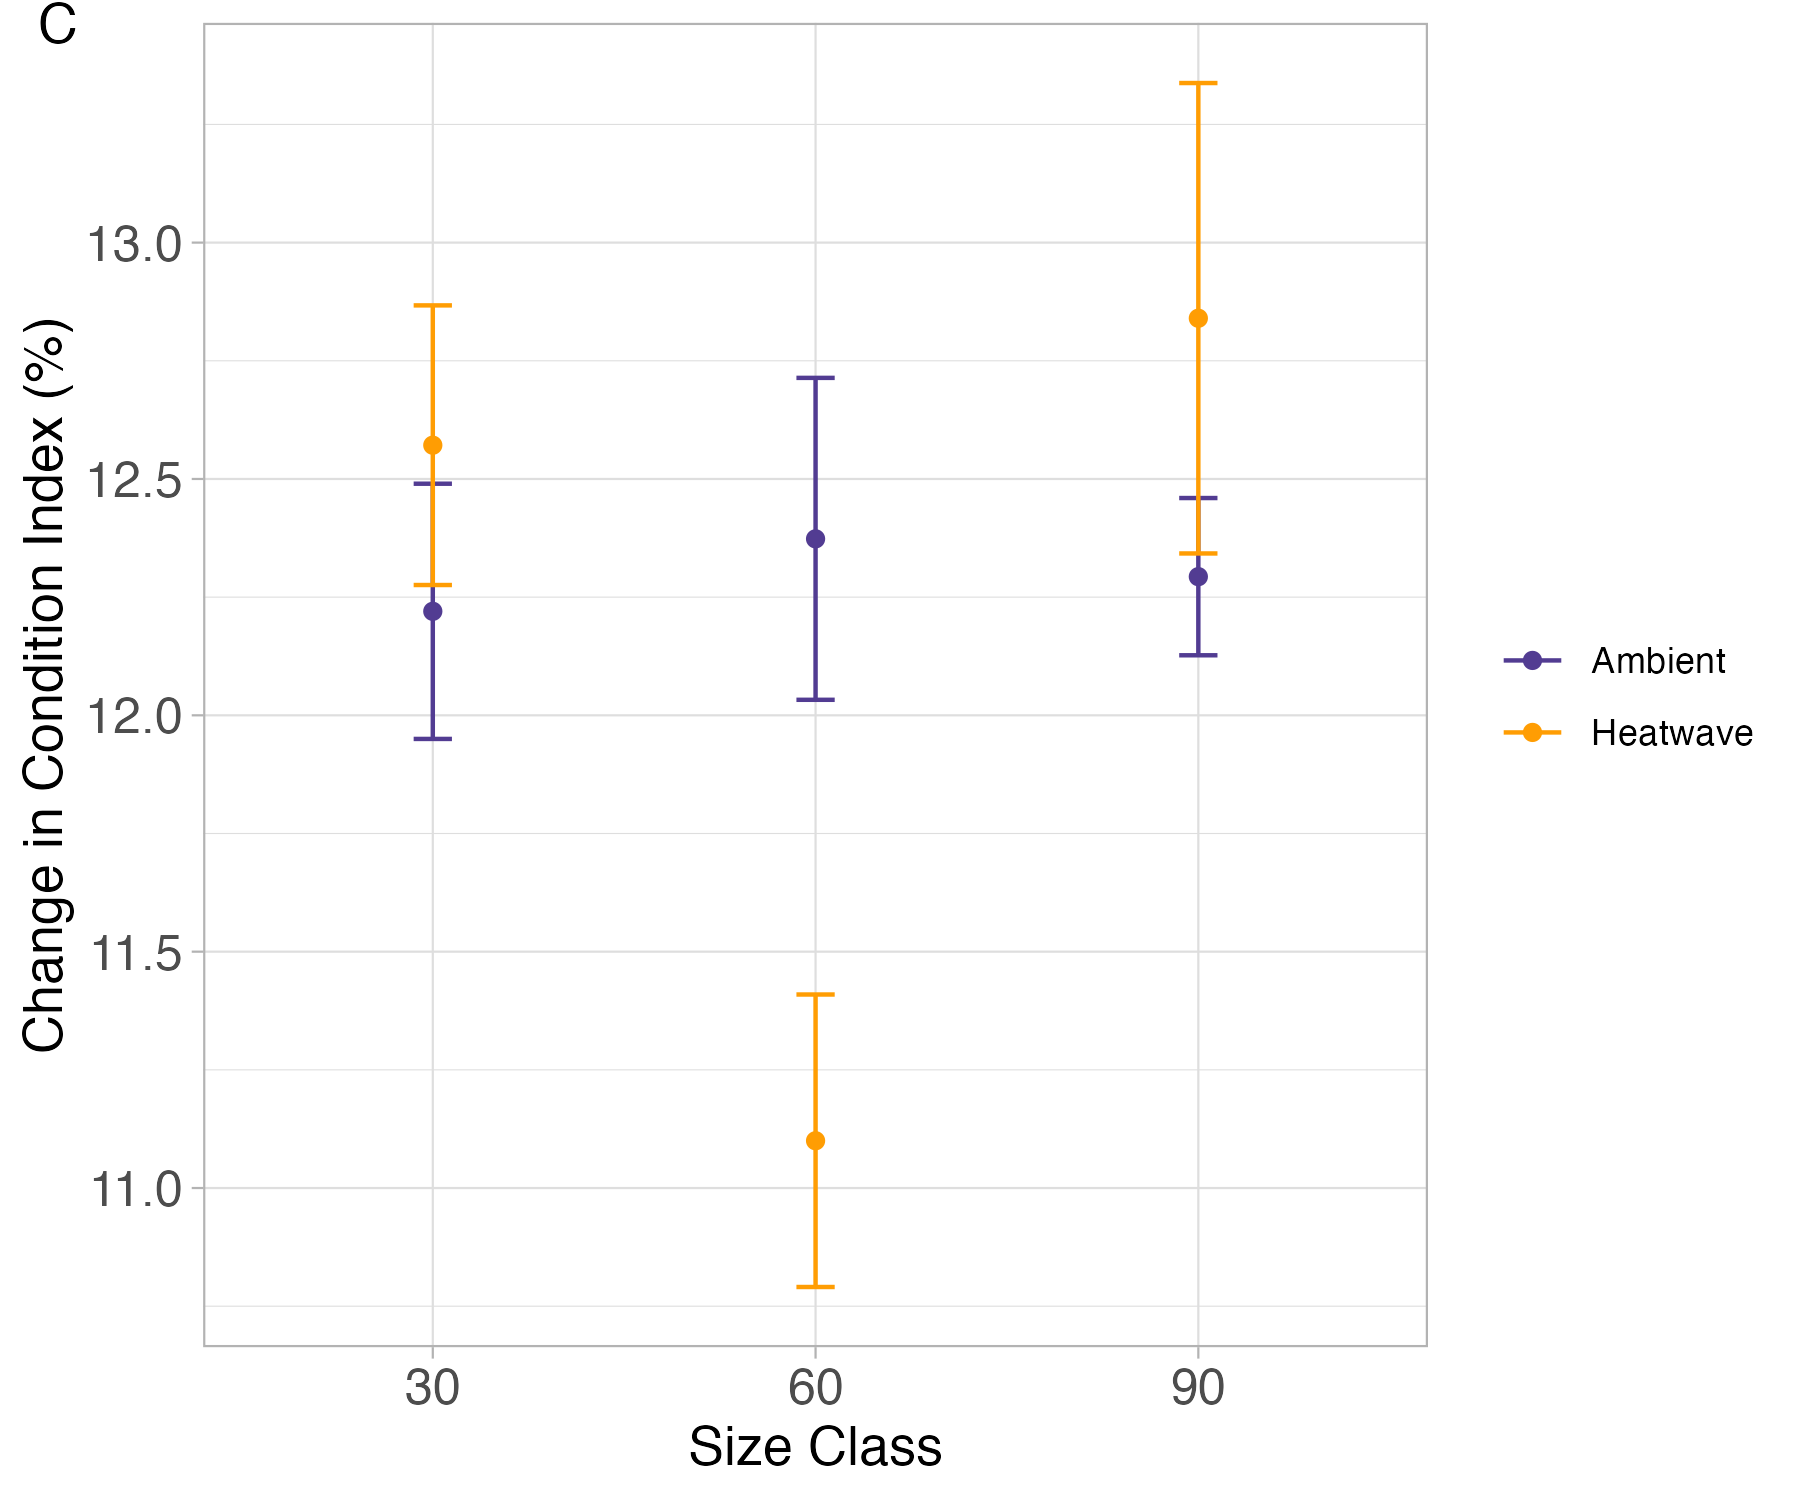 C
Change in Condition Index (%)
13.0
12.5
12.0
11.5
11.0
30 60 90
Size Class
Ambient
Heatwave